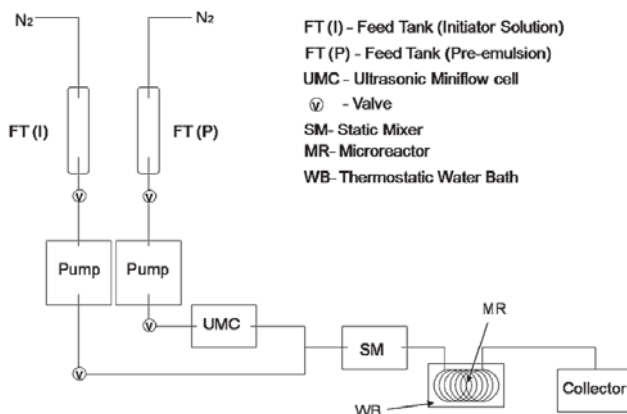 N₂
N₂
FT (I) - Feed Tank (Initiator Solution)
FT (P) - Feed Tank (Pre-emulsion)
UMC - Ultrasonic Miniflow cell
ⓥ - Valve
SM- Static Mixer
MR- Microreactor
WB- Thermostatic Water Bath
FT (I)
FT (P)
V
V
Pump
Pump
V
UMC
V
SM
MR
WB
Collector